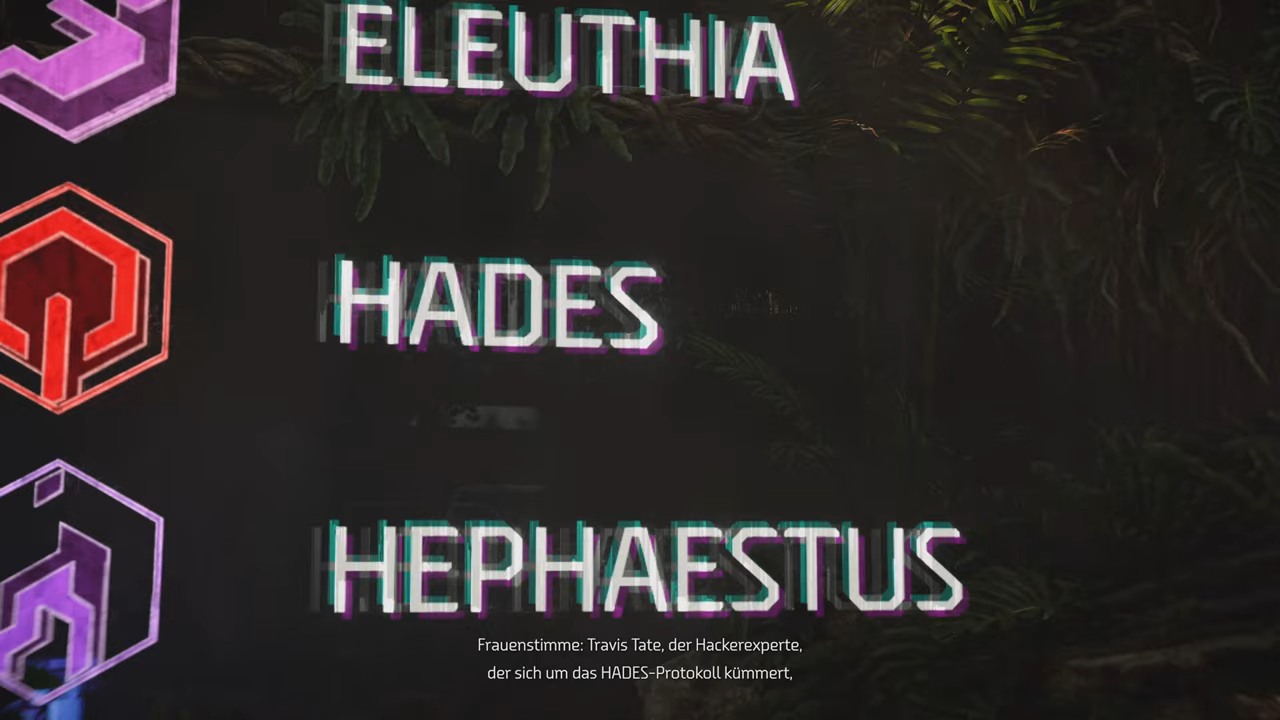 ELEUTHIA
HADES
HEPHAESTUS
Frauenstimme: Travis Tate, der Hackerexperte,
der sich um das HADES-Protokoll kümmert,